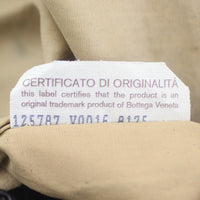 CERTIFICATO DI ORIGINALITÀ
this label certifies that the product is an
original trademark product of Bottega Veneta
125787 V0016 8175